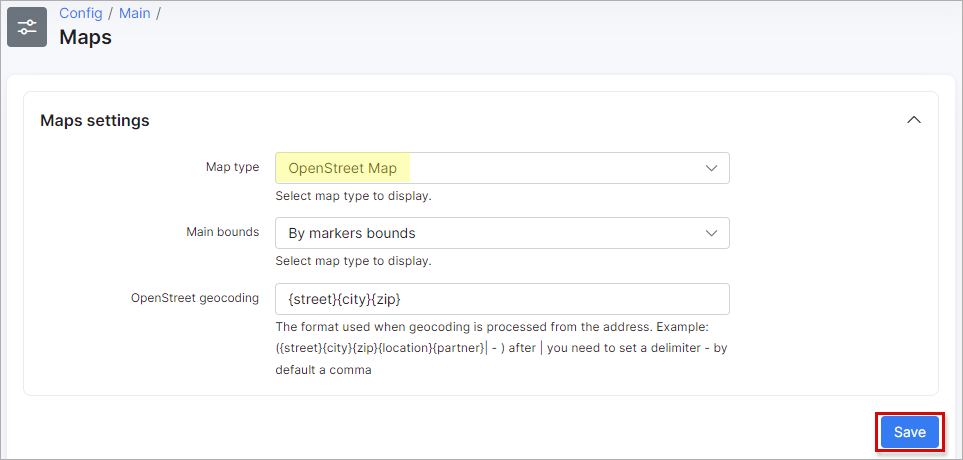 Config / Main /
Maps
Maps settings
Map type
OpenStreet Map
Select map type to display.
Main bounds
By markers bounds
Select map type to display.
OpenStreet geocoding
{street}{city}{zip}
The format used when geocoding is processed from the address. Example:
({street}{city}{zip}{location}{partner}| - ) after | you need to set a delimiter - by
default a comma
Save